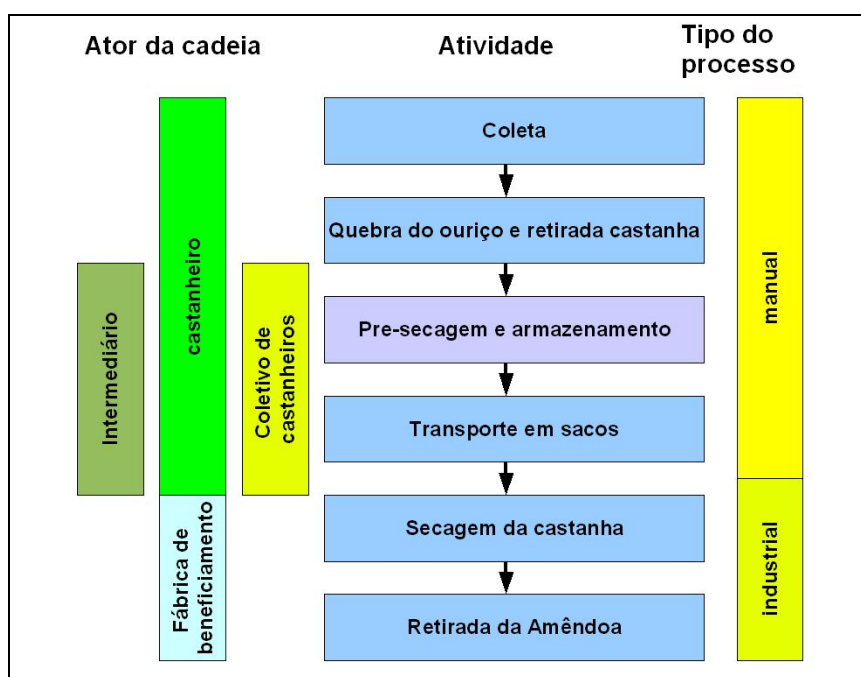 Ator da cadeia
Atividade
Tipo do
processo
Coleta
Quebra do ouriço e retirada castanha
Pre-secagem e armazenamento
Transporte em sacos
Secagem da castanha
Retirada da Amêndoa
Intermediário
castanheiro
Coletivo de
castanheiros
Fábrica de
beneficiamento
manual
industrial